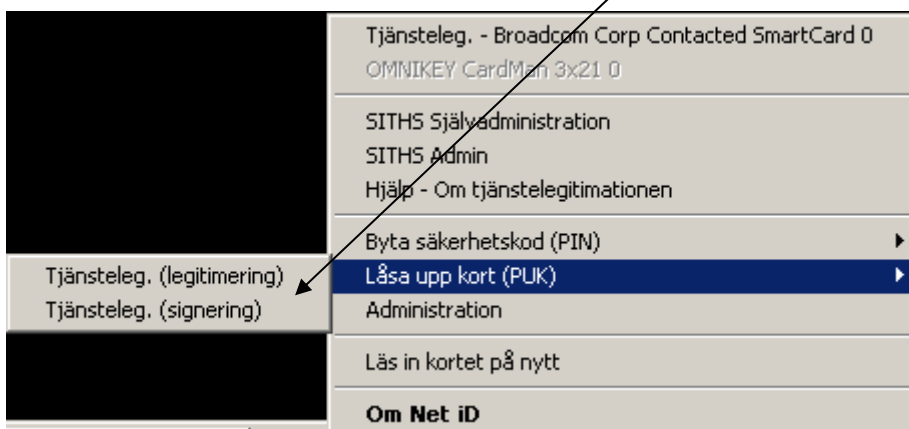 Tjänsteleg. - Broadcom Corp Contacted SmartCard 0
OMNIKEY CardMan 3x21 0
SITHS Självadministration
SITHS Admin
Hjälp - Om tjänstelegitimationen
Byta säkerhetskod (PIN)
Låsa upp kort (PUK)
Tjänsteleg. (legitimering)
Tjänsteleg. (signering)
Administration
Läs in kortet på nytt
Om Net iD